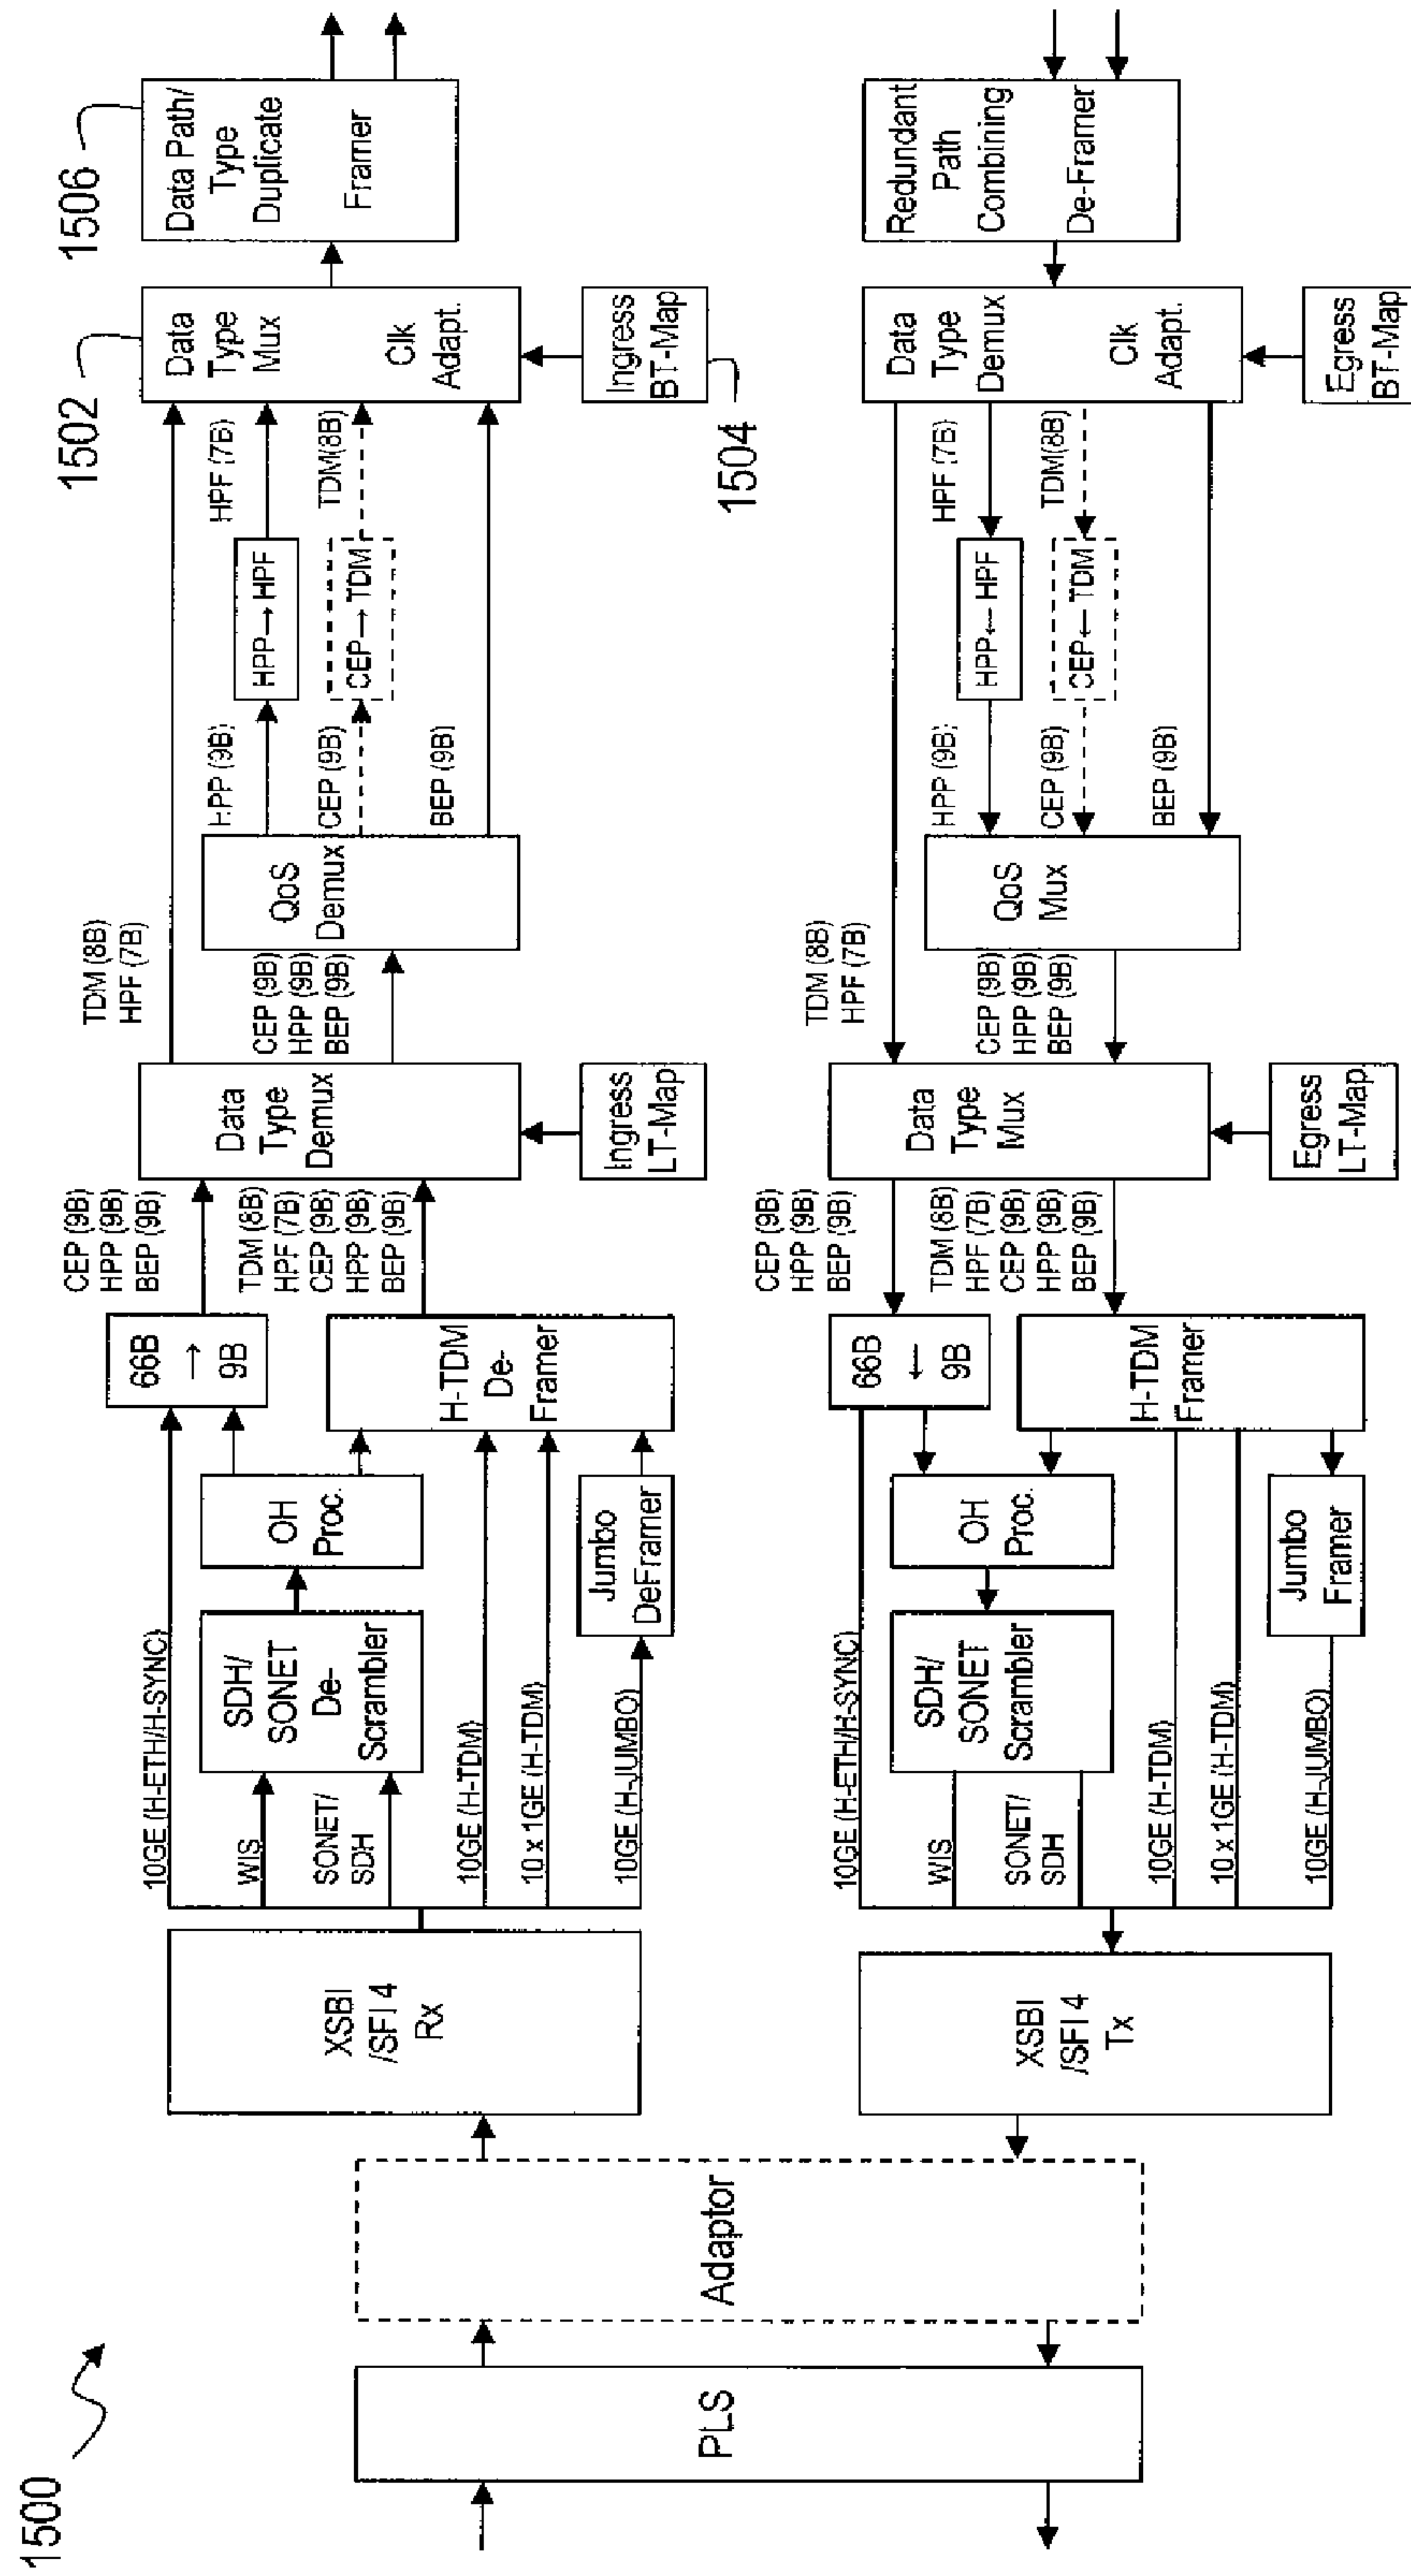 1500
PLS
Adaptor
XSBI
/SFI 4
Rx
10GE (H-ETH/H-SYNC)
WIS
SONET/
SDH
10GE (H-TDM)
10 x 1GE (H-TDM)
10GE (H-JUMBO)
SDH/
SONET
De-
Scrambler
OH
Proc.
Jumbo
DeFramer
66B
→
9B
H-TDM
De-
Framer
CEP (9B)
HPP (9B)
BEP (9B)
TDM (8B)
HPF (7B)
CEP (9B)
HPP (9B)
BEP (9B)
Data
Type
Demux
Ingress
LT-Map
TDM (8B)
HPF (7B)
CEP (9B)
HPP (9B)
BEP (9B)
QoS
Demux
HPP (9B)
CEP (9B)
BEP (9B)
HPP→HPF
CEP→TDM
HPF (7B)
TDM(8B)
1502
Data
Type
Mux
Clk
Adapt.
Ingress
BT-Map
1504
1506
Data Path/
Type
Duplicate
Framer
XSBI
/SFI 4
Tx
10GE (H-ETH/H-SYNC)
WIS
SONET/
SDH
10GE (H-TDM)
10 x 1GE (H-TDM)
10GE (H-JUMBO)
SDH/
SONET
Scrambler
OH
Proc.
Jumbo
Framer
66B
←
9B
H-TDM
Framer
CEP (9B)
HPP (9B)
BEP (9B)
TDM (8B)
HPF (7B)
CEP (9B)
HPP (9B)
BEP (9B)
Data
Type
Mux
Egress
LT-Map
TDM (8B)
HPF (7B)
CEP (9B)
HPP (9B)
BEP (9B)
QoS
Mux
HPP (9B)
CEP (9B)
BEP (9B)
HPP←HPF
CEP←TDM
HPF (7B)
TDM(8B)
Data
Type
Demux
Clk
Adapt.
Egress
BT-Map
Redundant
Path
Combining
De-Framer